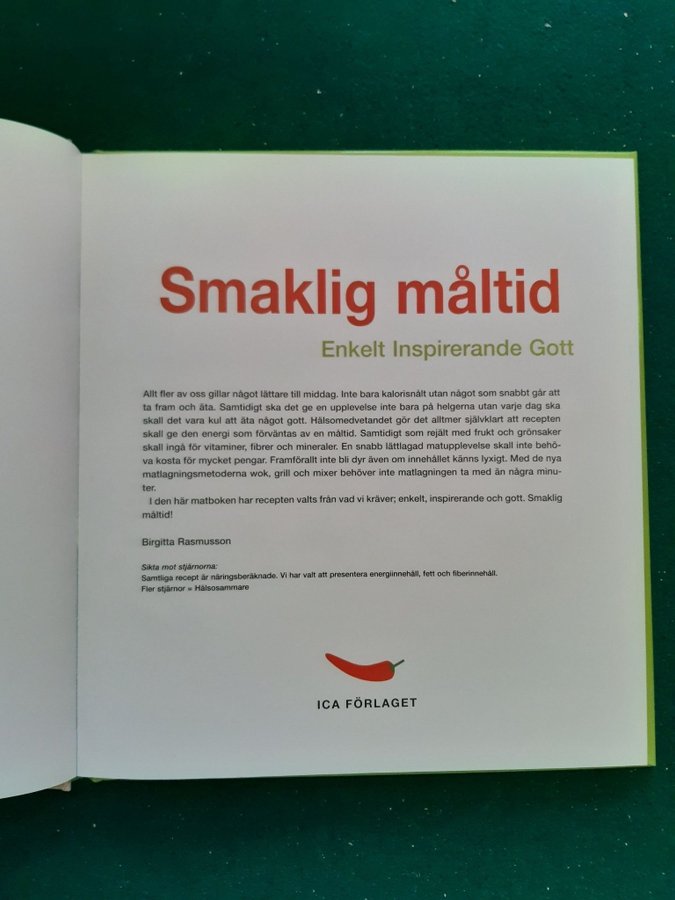 Smaklig måltid
Enkelt Inspirerande Gott
Allt fler av oss gillar något lättare till middag. Inte bara kalorisnålt utan något som snabbt går att
ta fram och äta. Samtidigt ska det ge en upplevelse inte bara på helgerna utan varje dag ska
skall det vara kul att äta något gott. Hälsomedvetandet gör det alltmer självklart att recepten
skall ge den energi som förväntas av en måltid. Samtidigt som rejält med frukt och grönsaker
skall ingå för vitaminer, fibrer och mineraler. En snabb lättlagad matupplevelse skall inte behö-
va kosta för mycket pengar. Framförallt inte bli dyr även om innehållet känns lyxigt. Med de nya
matlagningsmetoderna wok, grill och mixer behöver inte matlagningen ta med än några minu-
ter.
I den här matboken har recepten valts från vad vi kräver; enkelt, inspirerande och gott. Smaklig
måltid!
Birgitta Rasmusson
Sikta mot stjärnorna:
Samtliga recept är näringsberäknade. Vi har valt att presentera energiinnehåll, fett och fiberinnehåll.
Fler stjärnor = Hälsosammare
ICA FÖRLAGET